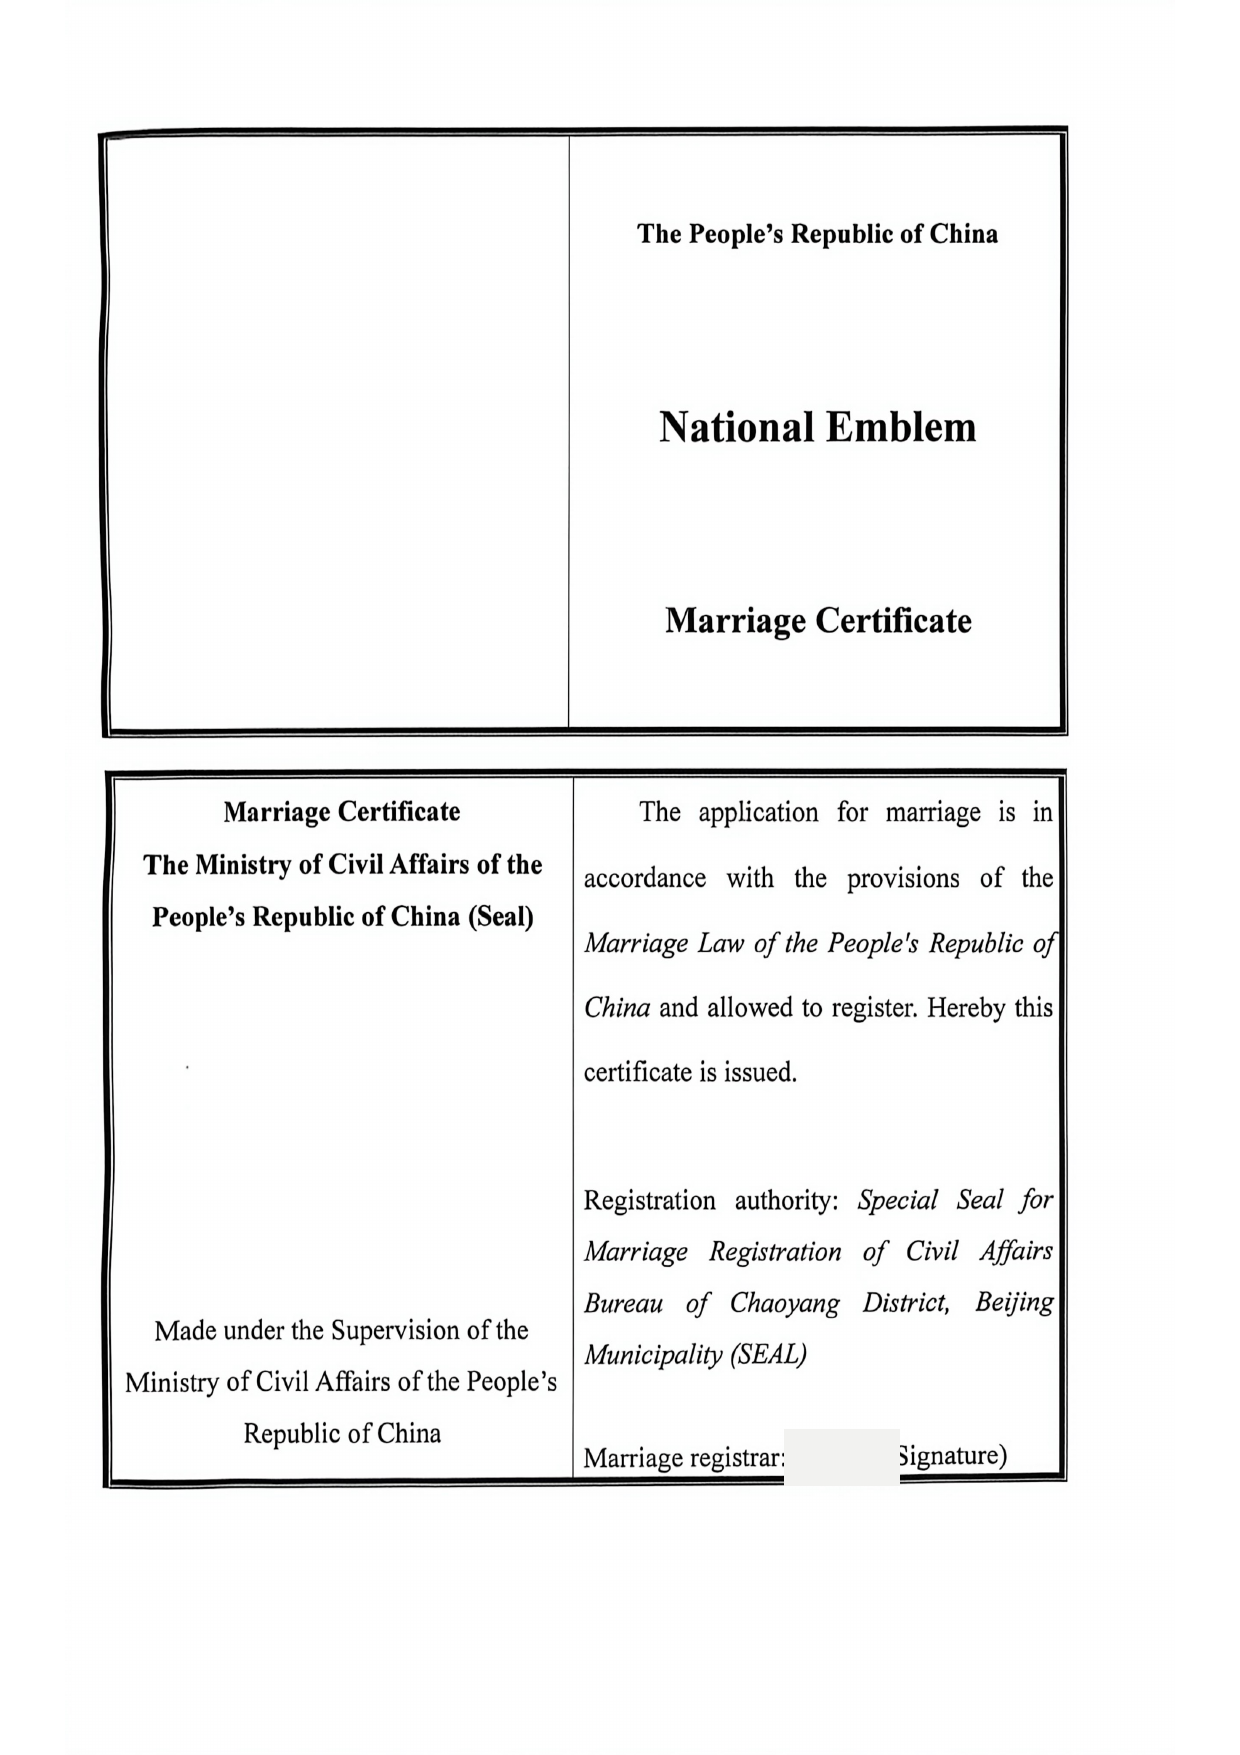 The People’s Republic of China
National Emblem
Marriage Certificate
Marriage Certificate
The Ministry of Civil Affairs of the
People’s Republic of China (Seal)
Made under the Supervision of the
Ministry of Civil Affairs of the People’s
Republic of China
The application for marriage is in
accordance with the provisions of the
Marriage Law of the People's Republic of
China and allowed to register. Hereby this
certificate is issued.
Registration authority: Special Seal for
Marriage Registration of Civil Affairs
Bureau of Chaoyang District, Beijing
Municipality (SEAL)
Marriage registrar: Signature)